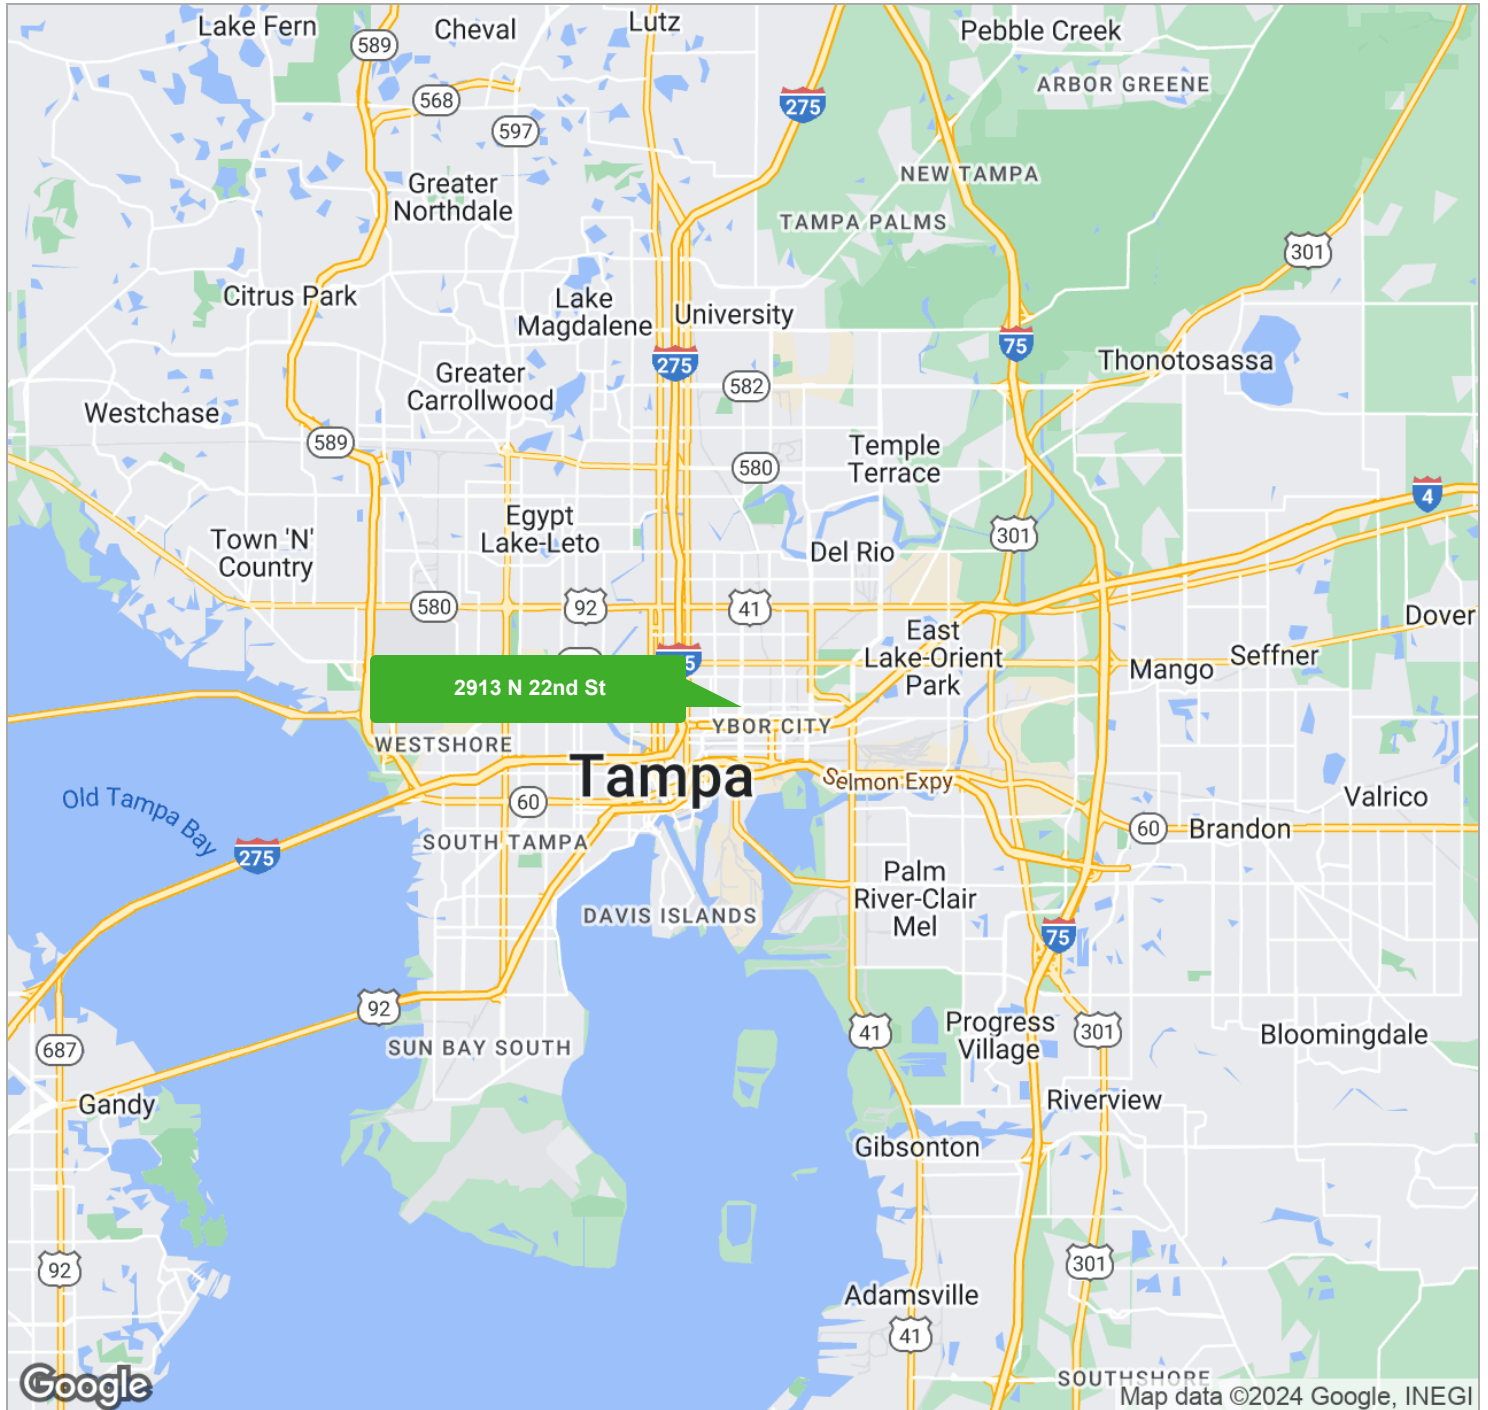 Lake Fern
Cheval
Lutz
Pebble Creek
589
ARBOR GREENE
568
275
597
NEW TAMPA
Greater
Northdale
TAMPA PALMS
301
Citrus Park
Lake
Magdalene
University
75
275
Thonotosassa
Greater
Carrollwood
582
Westchase
589
Temple
Terrace
580
4
Egypt
Lake-Leto
301
Town 'N'
Country
Del Rio
580
92
41
Dover
East
Lake-Orient
Park
Seffner
Mango
5
2913 N 22nd St
YBOR CITY
WESTSHORE
Tampa
Selmon Expy
Old Tampa Bay
60
Valrico
60
Brandon
SOUTH TAMPA
275
Palm
River-Clair
Mel
DAVIS ISLANDS
75
92
41
Progress
Village
301
Bloomingdale
687
SUN BAY SOUTH
Gandy
Riverview
Gibsonton
92
301
Adamsville
41
SOUTHSHORE
Google
Map data ©2024 Google, INEGI